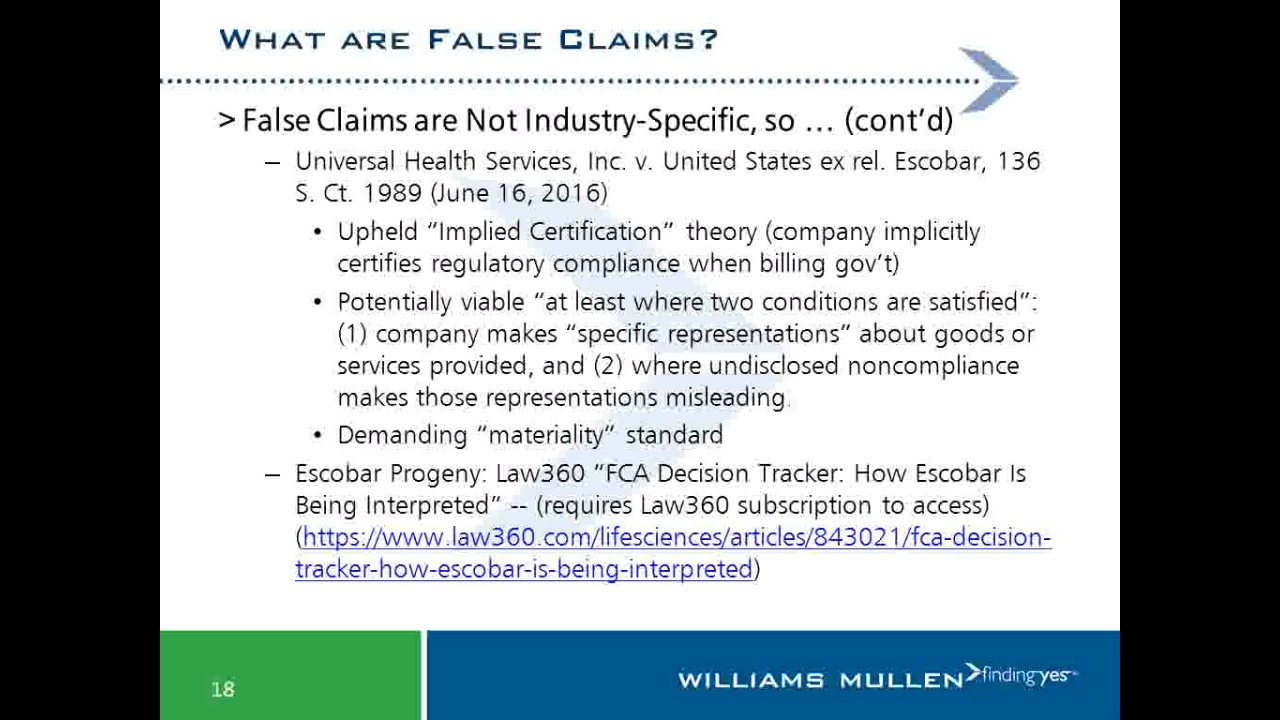 WHAT ARE FALSE CLAIMS?
> False Claims are Not Industry-Specific, so … (cont’d)
– Universal Health Services, Inc. v. United States ex rel. Escobar, 136
S. Ct. 1989 (June 16, 2016)
• Upheld “Implied Certification” theory (company implicitly
certifies regulatory compliance when billing gov’t)
• Potentially viable “at least where two conditions are satisfied”:
(1) company makes “specific representations” about goods or
services provided, and (2) where undisclosed noncompliance
makes those representations misleading.
• Demanding “materiality” standard
– Escobar Progeny: Law360 “FCA Decision Tracker: How Escobar Is
Being Interpreted” -- (requires Law360 subscription to access)
(https://www.law360.com/lifesciences/articles/843021/fca-decision-
tracker-how-escobar-is-being-interpreted)
18
WILLIAMS MULLEN finding yes™